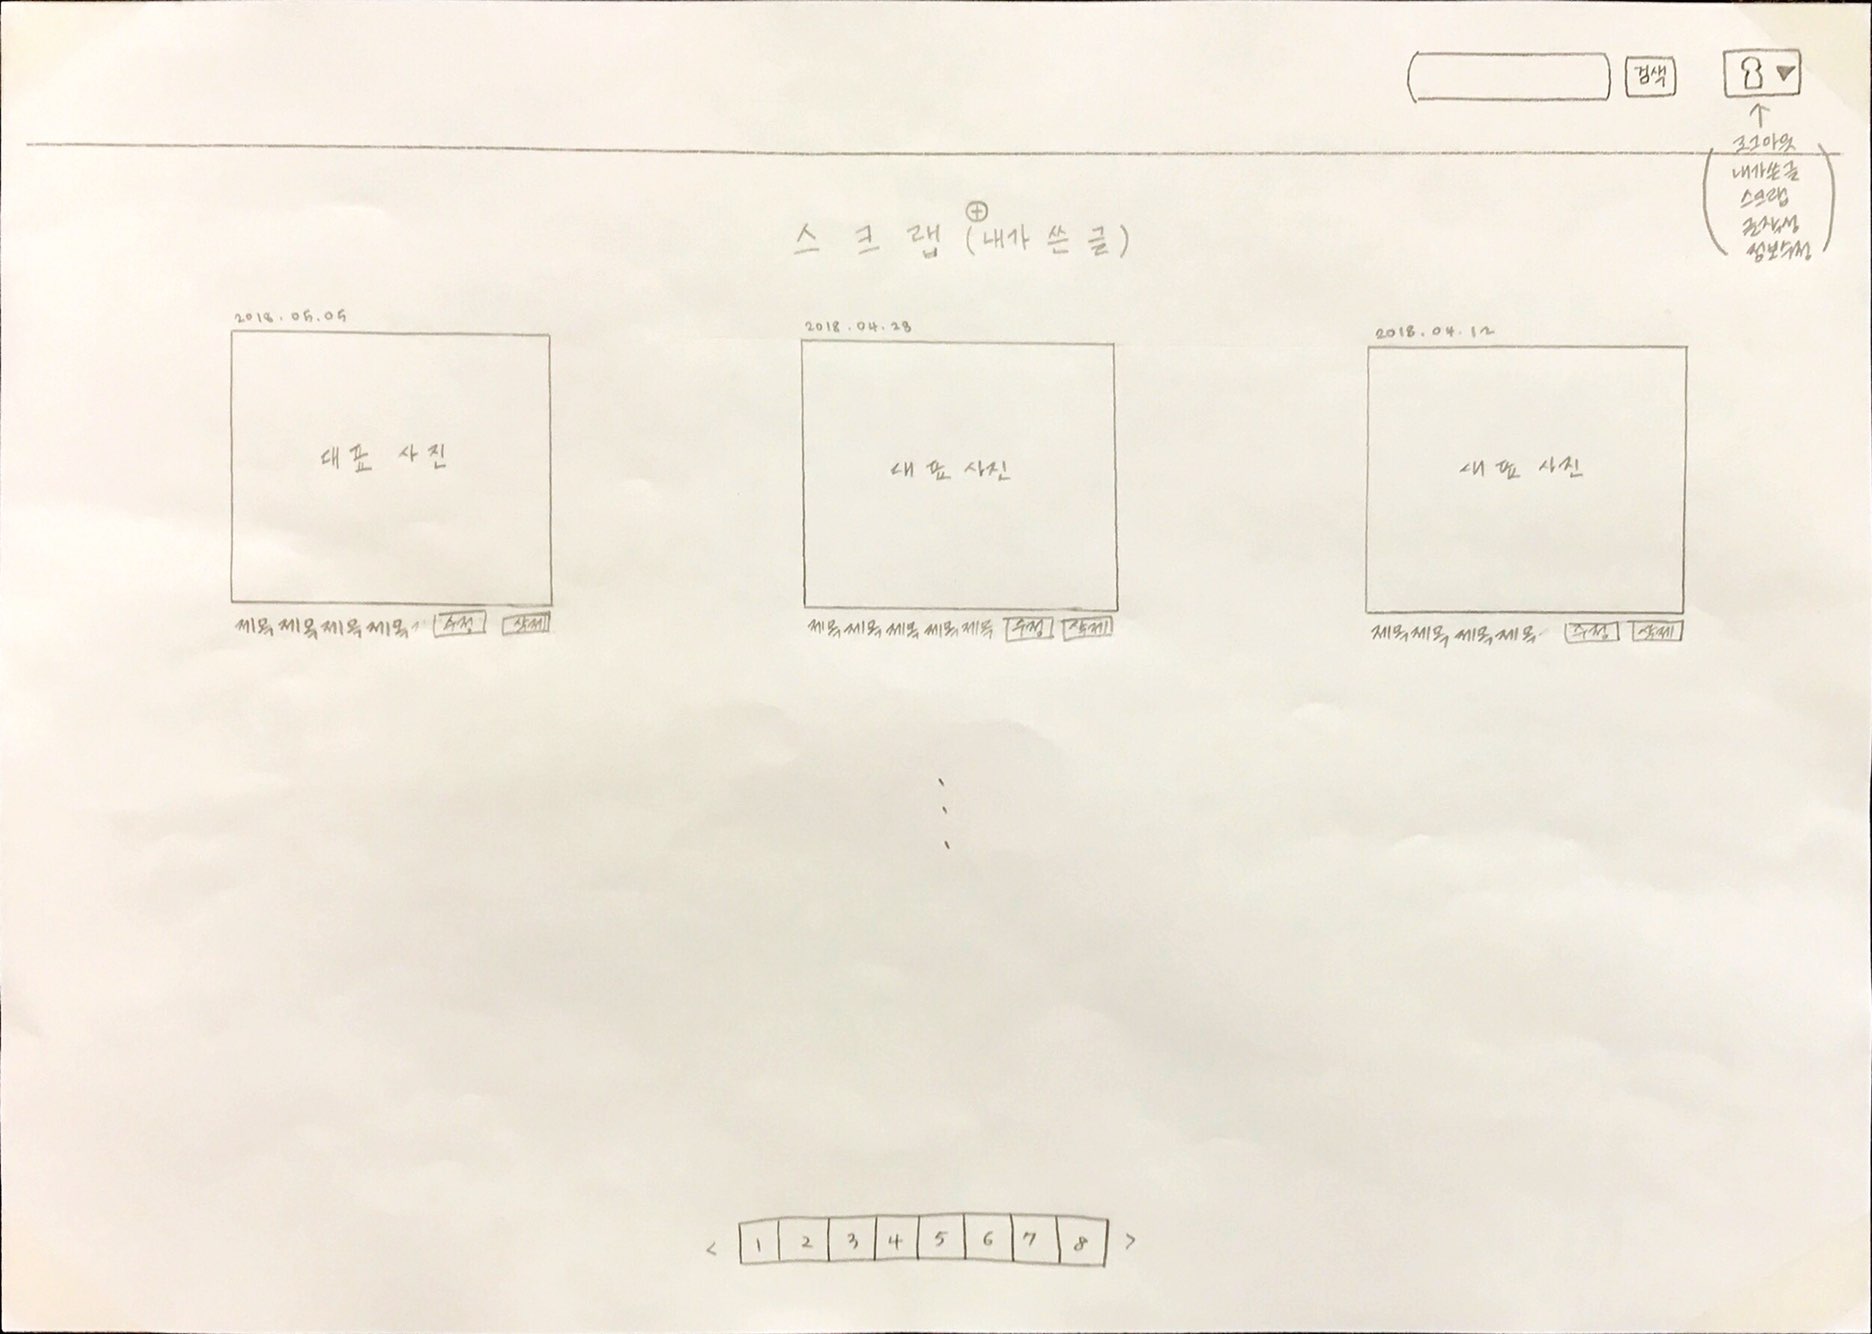 검색
로그아웃
내가쓴글
스크랩
글작성
정보수정
스크랩 (내가 쓴 글)
2018.05.05
대표 사진
제목제목제목제목·· 수정 삭제
2018.04.28
대표 사진
제목제목제목제목제목 수정 삭제
2018.04.12
대표 사진
제목제목제목제목· 수정 삭제
< 1 2 3 4 5 6 7 8 >